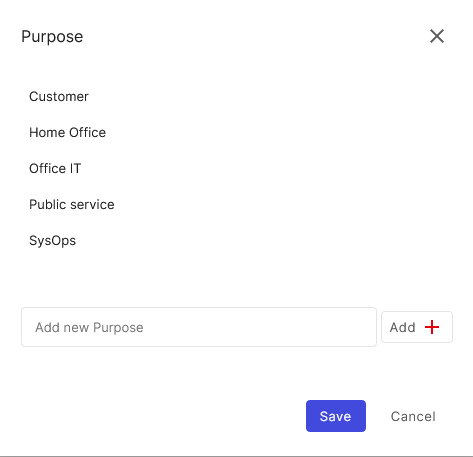 Purpose
Customer
Home Office
Office IT
Public service
SysOps
Add new Purpose
Add
Save
Cancel